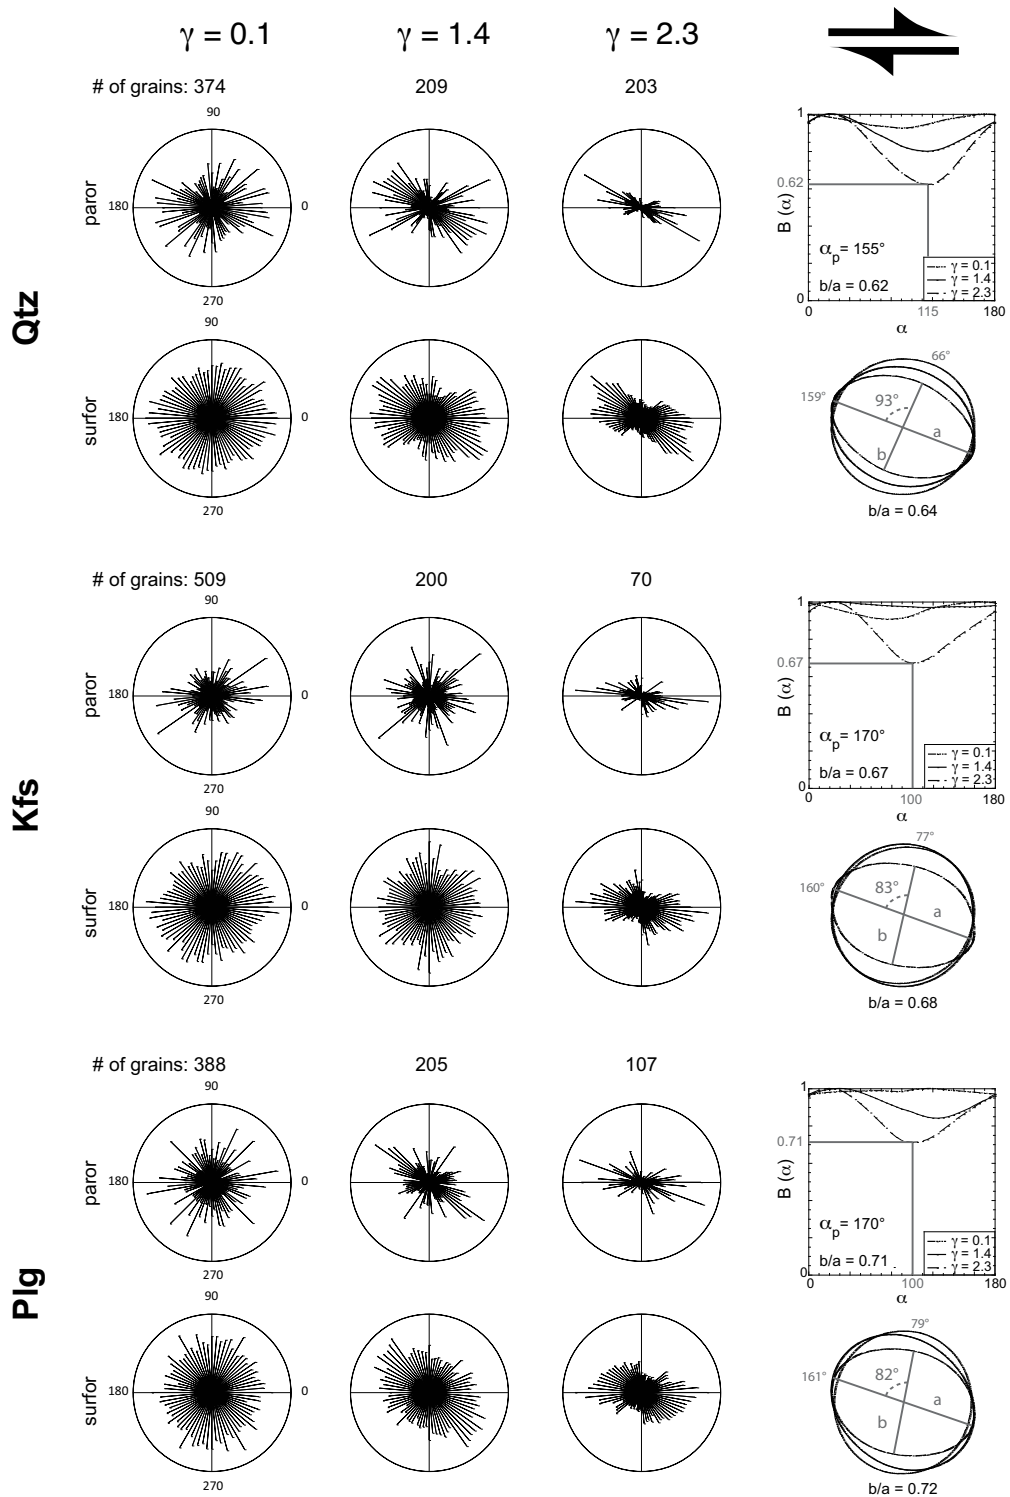 γ = 0.1 γ = 1.4 γ = 2.3
Qtz
# of grains: 374 209 203
paror
90
180
0
270
1
0.62
0
B (α)
αp= 155°
b/a = 0.62
γ = 0.1
γ = 1.4
γ = 2.3
0 115 180
α
surfor
90
180
0
270
66°
159°
93°
a
b
b/a = 0.64
Kfs
# of grains: 509 200 70
paror
90
180
0
270
1
0.67
0
B (α)
αp= 170°
b/a = 0.67
γ = 0.1
γ = 1.4
γ = 2.3
0 100 180
α
surfor
90
180
0
270
77°
160°
83°
a
b
b/a = 0.68
Plg
# of grains: 388 205 107
paror
90
180
0
270
1
0.71
0
B (α)
αp= 170°
b/a = 0.71
γ = 0.1
γ = 1.4
γ = 2.3
0 100 180
α
surfor
90
180
0
270
79°
161°
82°
a
b
b/a = 0.72